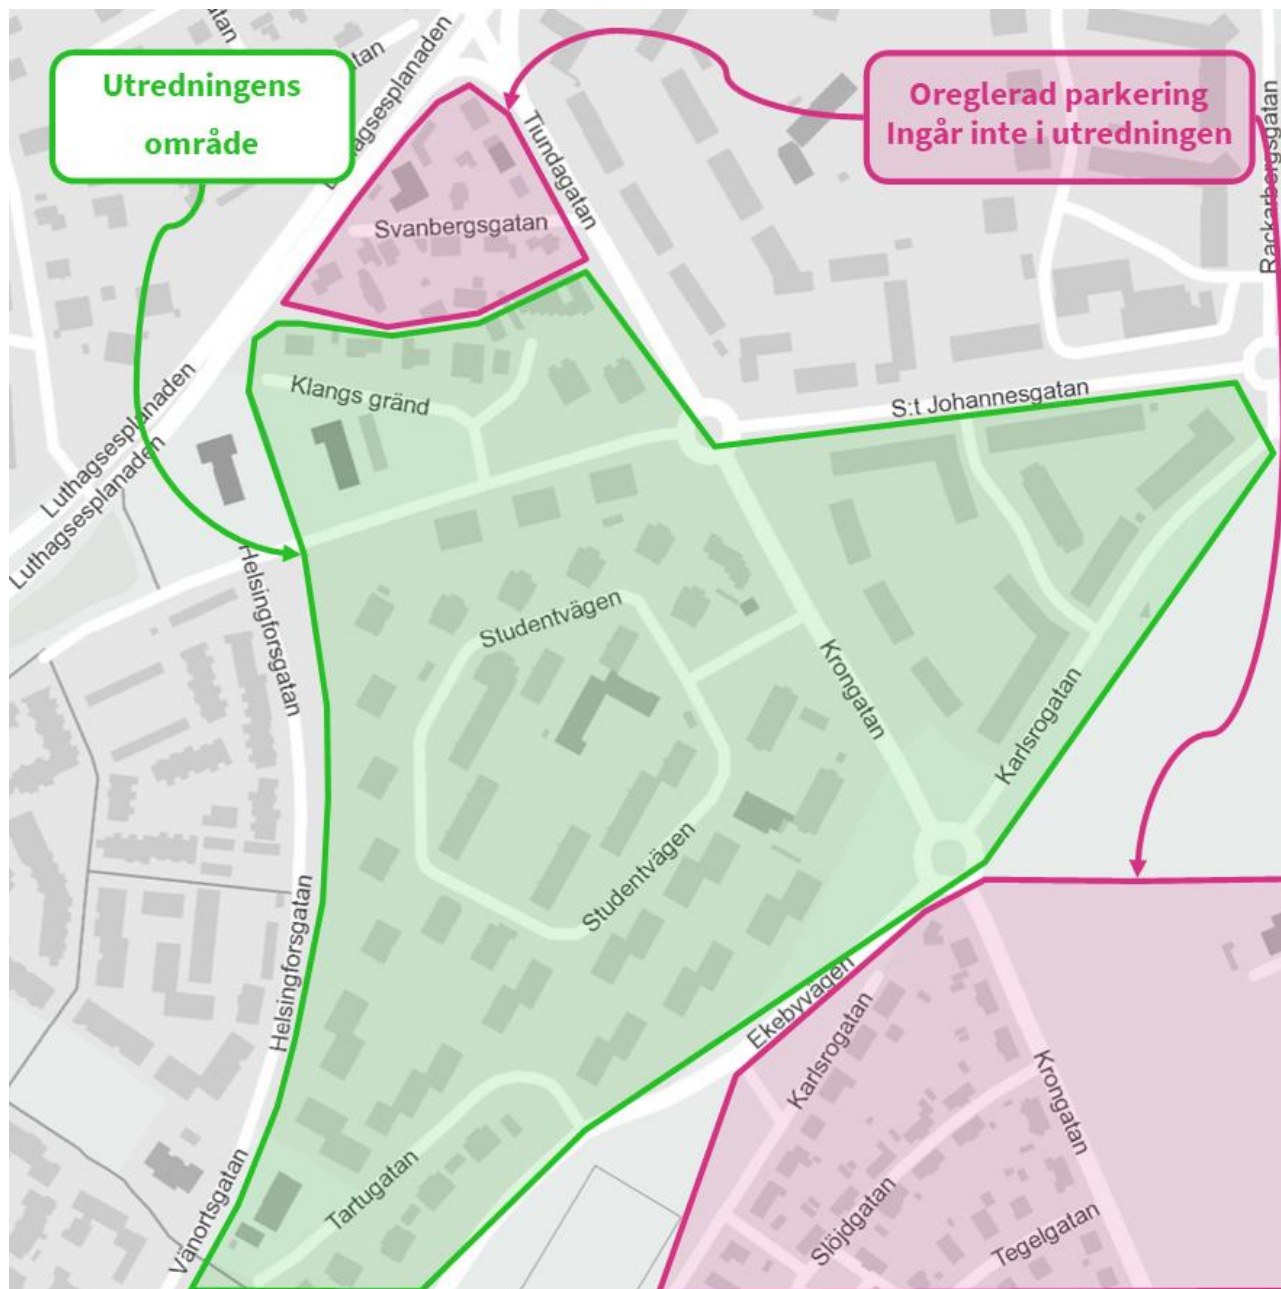 Utredningens
område
Oreglerad parkering
Ingår inte i utredningen
Tiundagatan
Rackarbergsgatan
Svanbergsgatan
Klangs gränd
S:t Johannesgatan
Luthagsesplanaden
Luthagsesplanaden
Helsingforsgatan
Studentvägen
Krongatan
Karlsrogatan
Studentvägen
Helsingforsgatan
Ekebyvägen
Karlsrogatan
Krongatan
Tartugatan
Vänortsgatan
Slöjdgatan
Tegelgatan